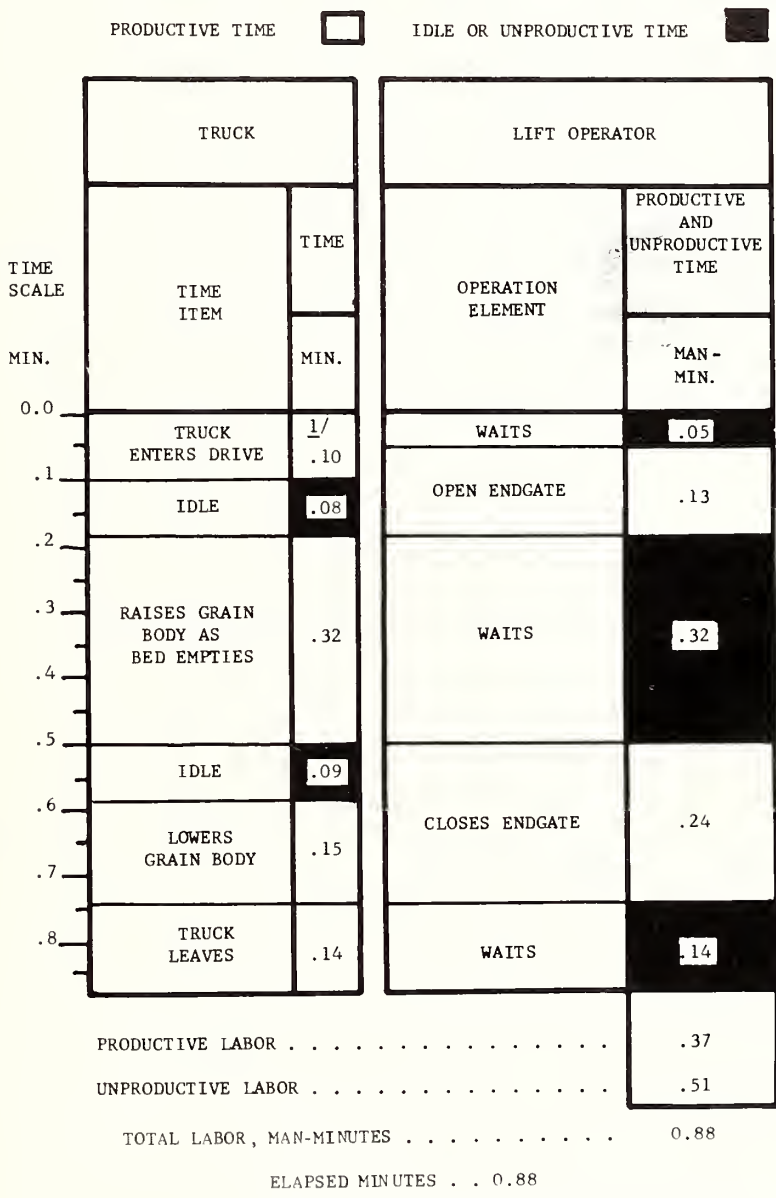 PRODUCTIVE TIME
IDLE OR UNPRODUCTIVE TIME
TRUCK
LIFT OPERATOR
TIME
SCALE
MIN.
TIME
ITEM
TIME
MIN.
OPERATION
ELEMENT
PRODUCTIVE
AND
UNPRODUCTIVE
TIME
MAN-
MIN.
0.0
.1
.2
.3
.4
.5
.6
.7
.8
TRUCK
ENTERS DRIVE
1/
.10
WAITS
.05
IDLE
.08
OPEN ENDGATE
.13
RAISES GRAIN
BODY AS
BED EMPTIES
.32
WAITS
.32
IDLE
.09
CLOSES ENDGATE
.24
LOWERS
GRAIN BODY
.15
TRUCK
LEAVES
.14
WAITS
.14
PRODUCTIVE LABOR . . . . . . . . . . . . . . . . .37
UNPRODUCTIVE LABOR . . . . . . . . . . . . . . . .51
TOTAL LABOR, MAN-MINUTES . . . . . . . . . . . 0.88
ELAPSED MINUTES . . 0.88